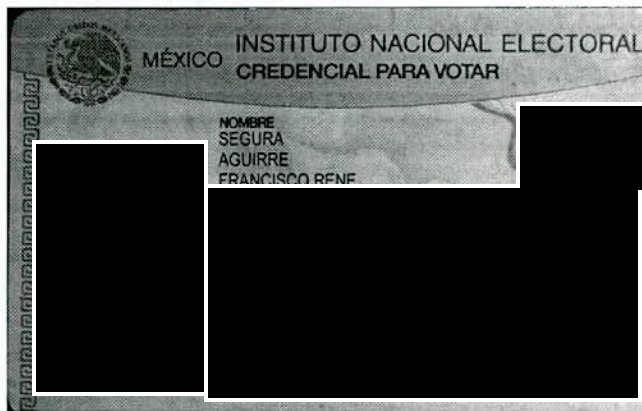 MÉXICO
INSTITUTO NACIONAL ELECTORAL
CREDENCIAL PARA VOTAR
NOMBRE
SEGURA
AGUIRRE
FRANCISCO RENE